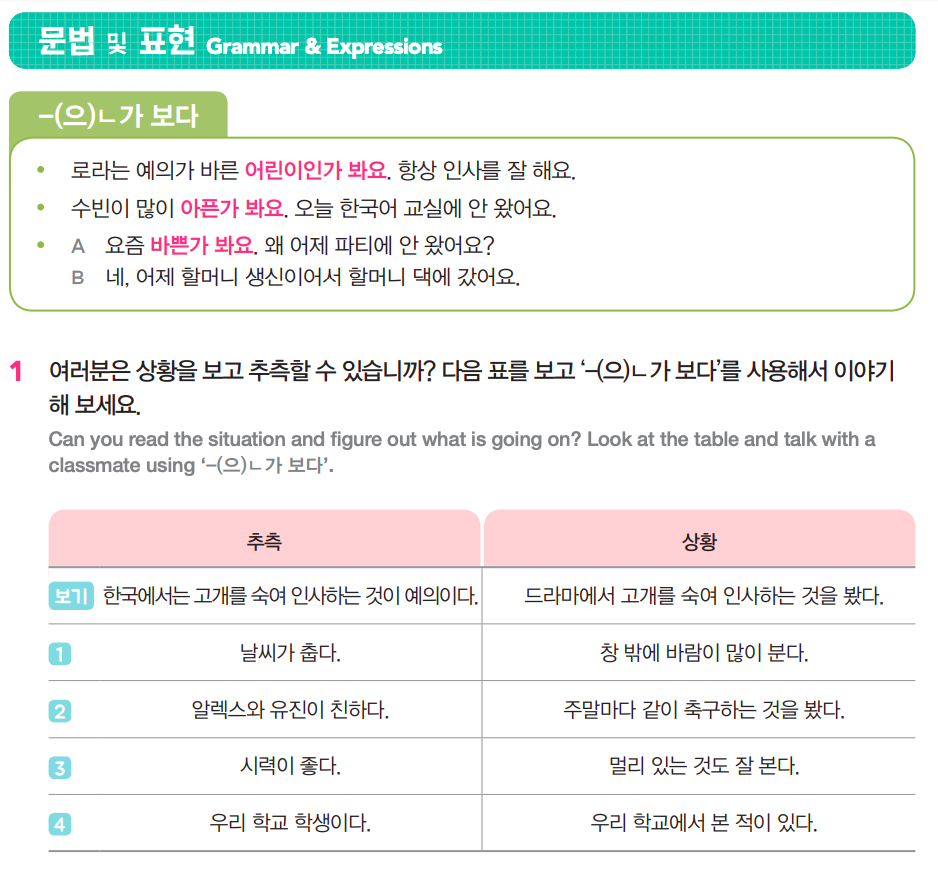 문법 및 표현 Grammar & Expressions
-(으)ㄴ가 보다
• 로라는 예의가 바른 어린이인가 봐요. 항상 인사를 잘 해요.
• 수빈이 많이 아픈가 봐요. 오늘 한국어 교실에 안 왔어요.
• A 요즘 바쁜가 봐요. 왜 어제 파티에 안 왔어요?
B 네, 어제 할머니 생신이어서 할머니 댁에 갔어요.
1 여러분은 상황을 보고 추측할 수 있습니까? 다음 표를 보고 ‘-(으)ㄴ가 보다’를 사용해서 이야기
해 보세요.
Can you read the situation and figure out what is going on? Look at the table and talk with a
classmate using ‘-(으)ㄴ가 보다’.
추측 상황
보기 한국에서는 고개를 숙여 인사하는 것이 예의이다. 드라마에서 고개를 숙여 인사하는 것을 봤다.
1 날씨가 춥다. 창 밖에 바람이 많이 분다.
2 알렉스와 유진이 친하다. 주말마다 같이 축구하는 것을 봤다.
3 시력이 좋다. 멀리 있는 것도 잘 본다.
4 우리 학교 학생이다. 우리 학교에서 본 적이 있다.